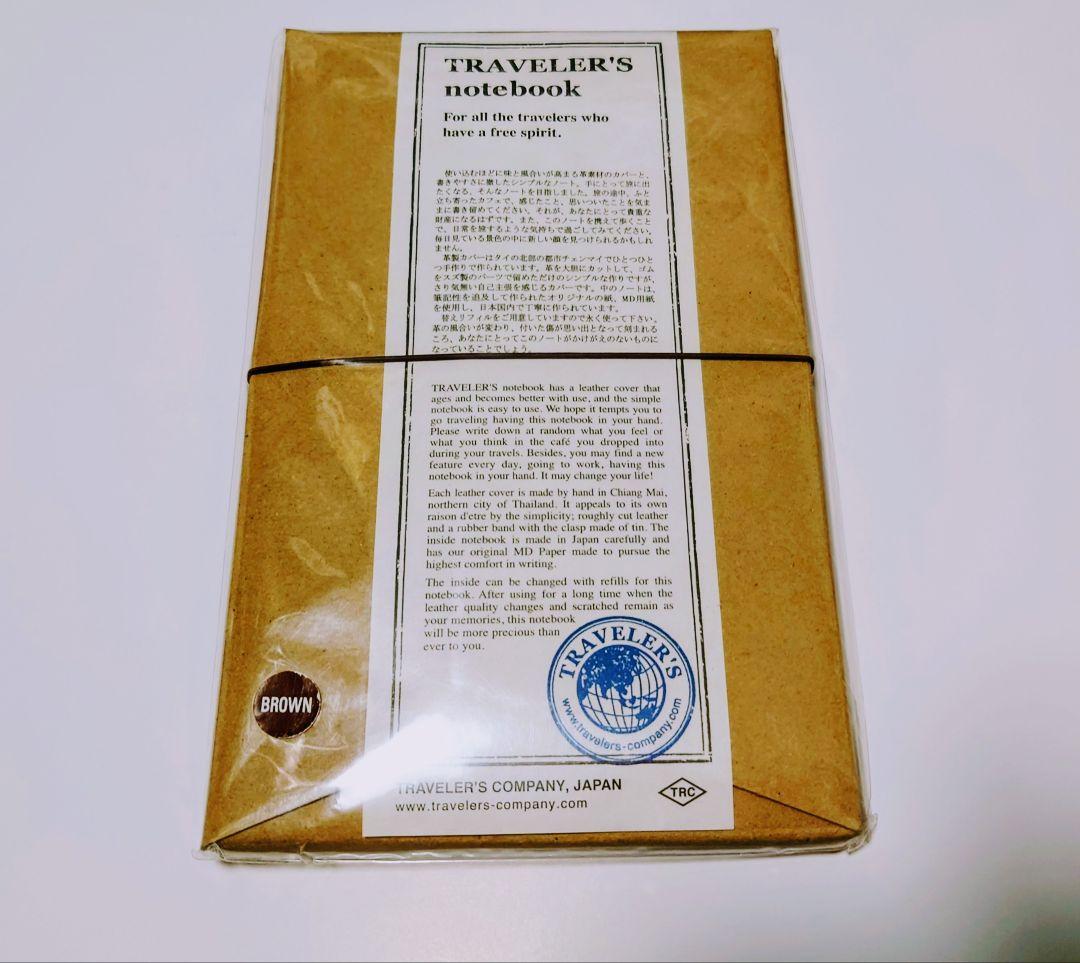 TRAVELER'S
notebook
For all the travelers who
have a free spirit.
使い込むほどに味と風合いが高まる革素材のカバーと、
書きやすさに徹したシンプルなノート。手にとって旅に出
たくなる、そんなノートを目指しました。旅の途中、ふと
立ち寄ったカフェで、感じたこと、思いついたことを気ま
まに書き留めてください。それが、あなたにとって貴重な
財産になるはずです。また、このノートを携えて歩くこと
で、日常を旅するような気持ちで過ごしてみてください。
毎日見ている景色の中に新しい顔を見つけられるかもしれ
ません。
革製カバーはタイの北部の都市チェンマイでひとつひと
つ手作りで作られています。革を大胆にカットして、ゴム
をスズ製のパーツで留めただけのシンプルな作りですが、
さり気無い自己主張を感じるカバーです。中のノートは、
筆記性を追及して作られたオリジナルの紙、MD用紙
を使用し、日本国内で丁寧に作られています。
替えリフィルをご用意していますので永く使って下さい。
革の風合いが変わり、付いた傷が思い出となって刻まれる
ころ、あなたにとってこのノートがかけがえのないものに
なっていることでしょう。
TRAVELER'S notebook has a leather cover that
ages and becomes better with use, and the simple
notebook is easy to use. We hope it tempts you to
go traveling having this notebook in your hand.
Please write down at random what you feel or
what you think in the café you dropped into
during your travels. Besides, you may find a new
feature every day, going to work, having this
notebook in your hand. It may change your life!
Each leather cover is made by hand in Chiang Mai,
northern city of Thailand. It appeals to its own
raison d'etre by the simplicity; roughly cut leather
and a rubber band with the clasp made of tin. The
inside notebook is made in Japan carefully and
has our original MD Paper made to pursue the
highest comfort in writing.
The inside can be changed with refills for this
notebook. After using for a long time when the
leather quality changes and scratched remain as
your memories, this notebook
will be more precious than
ever to you.
TRAVELER'S
www.travelers-company.com
BROWN
TRAVELER'S COMPANY, JAPAN
www.travelers-company.com
TRC